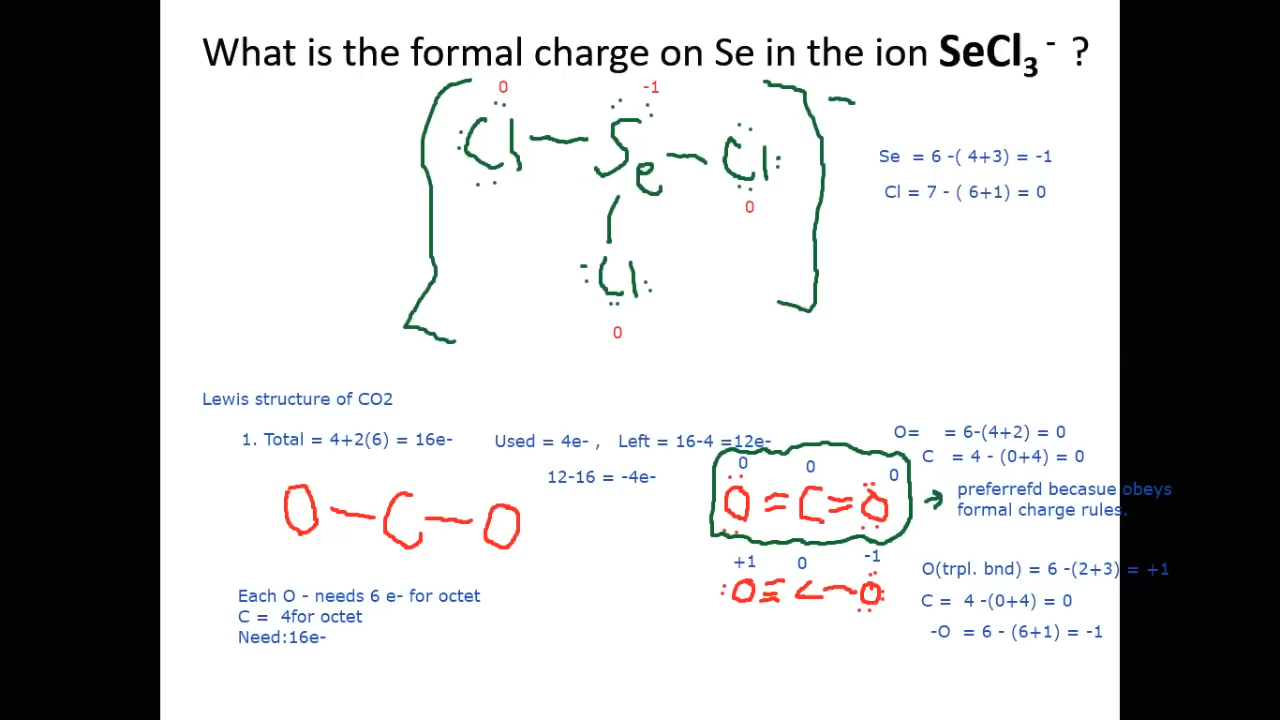 What is the formal charge on Se in the ion SeCl₃⁻ ?
0 -1
Cl — Se — Cl
0
Cl
0
–
Se = 6 -( 4+3) = -1
Cl = 7 - ( 6+1) = 0
Lewis structure of CO2
1. Total = 4+2(6) = 16e-
Used = 4e- , Left = 16-4 =12e-
12-16 = -4e-
O — C — O
Each O - needs 6 e- for octet
C = 4for octet
Need:16e-
O= = 6-(4+2) = 0
C = 4 - (0+4) = 0
0 0 0
O = C = O
preferrefd becasue obeys
formal charge rules.
+1 0 -1
O ≡ C — O
O(trpl. bnd) = 6 -(2+3) = +1
C = 4 -(0+4) = 0
-O = 6 - (6+1) = -1